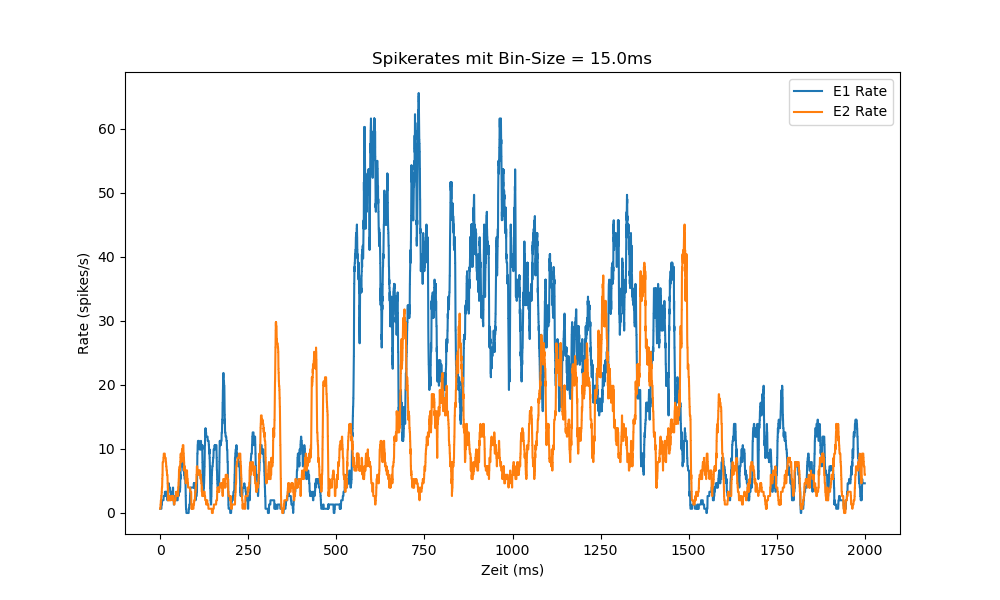 Spikerates mit Bin-Size = 15.0ms
E1 Rate
E2 Rate
60
50
40
30
20
10
0
Rate (spikes/s)
0 250 500 750 1000 1250 1500 1750 2000
Zeit (ms)